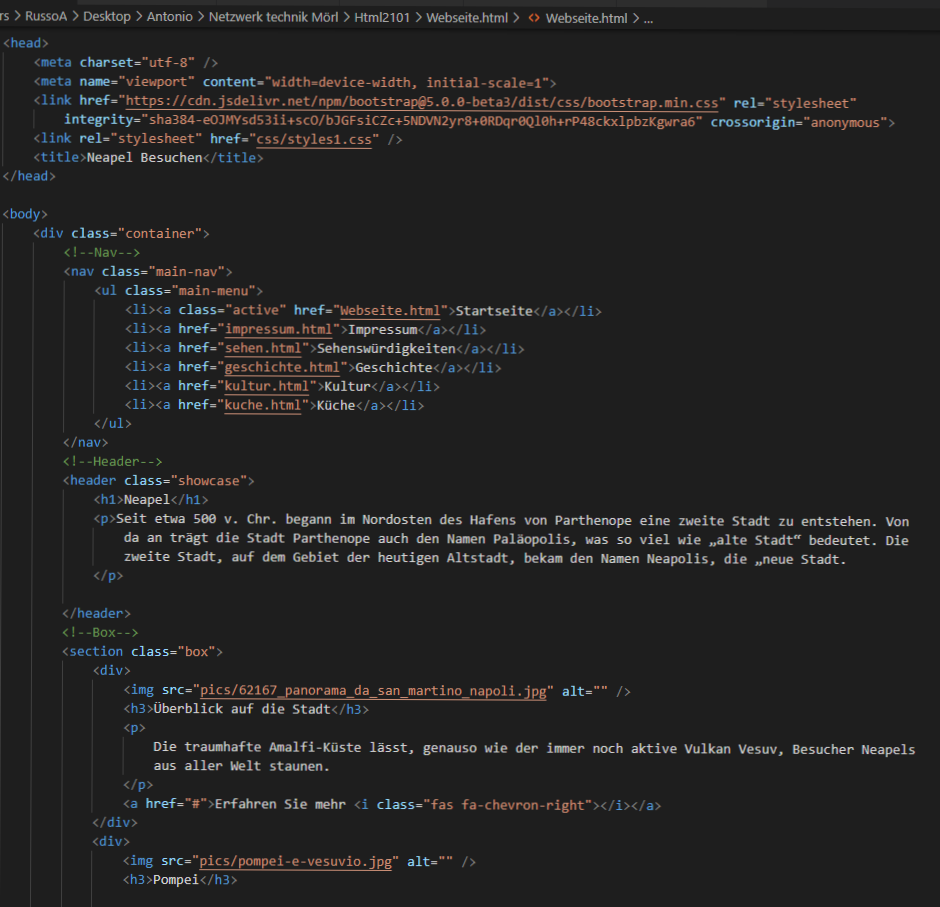 rs > RussoA > Desktop > Antonio > Netzwerk technik Mörl > Html2101 > Webseite.html > <> Webseite.html > ...
<head>
<meta charset="utf-8" />
<meta name="viewport" content="width=device-width, initial-scale=1">
<link href="https://cdn.jsdelivr.net/npm/bootstrap@5.0.0-beta3/dist/css/bootstrap.min.css" rel="stylesheet"
integrity="sha384-eOJMYsd53ii+scO/bJGFsiCZc+5NDVN2yr8+0RDqr0Ql0h+rP48ckxlpbzKgwra6" crossorigin="anonymous">
<link rel="stylesheet" href="css/styles1.css" />
<title>Neapel Besuchen</title>
</head>
<body>
<div class="container">
<!--Nav-->
<nav class="main-nav">
<ul class="main-menu">
<li><a class="active" href="Webseite.html">Startseite</a></li>
<li><a href="impressum.html">Impressum</a></li>
<li><a href="sehen.html">Sehenswürdigkeiten</a></li>
<li><a href="geschichte.html">Geschichte</a></li>
<li><a href="kultur.html">Kultur</a></li>
<li><a href="kuche.html">Küche</a></li>
</ul>
</nav>
<!--Header-->
<header class="showcase">
<h1>Neapel</h1>
<p>Seit etwa 500 v. Chr. begann im Nordosten des Hafens von Parthenope eine zweite Stadt zu entstehen. Von
da an trägt die Stadt Parthenope auch den Namen Paläopolis, was so viel wie „alte Stadt“ bedeutet. Die
zweite Stadt, auf dem Gebiet der heutigen Altstadt, bekam den Namen Neapolis, die „neue Stadt.
</p>
</header>
<!--Box-->
<section class="box">
<div>
<img src="pics/62167_panorama_da_san_martino_napoli.jpg" alt="" />
<h3>Überblick auf die Stadt</h3>
<p>
Die traumhafte Amalfi-Küste lässt, genauso wie der immer noch aktive Vulkan Vesuv, Besucher Neapels
aus aller Welt staunen.
</p>
<a href="#">Erfahren Sie mehr <i class="fas fa-chevron-right"></i></a>
</div>
<div>
<img src="pics/pompei-e-vesuvio.jpg" alt="" />
<h3>Pompei</h3>